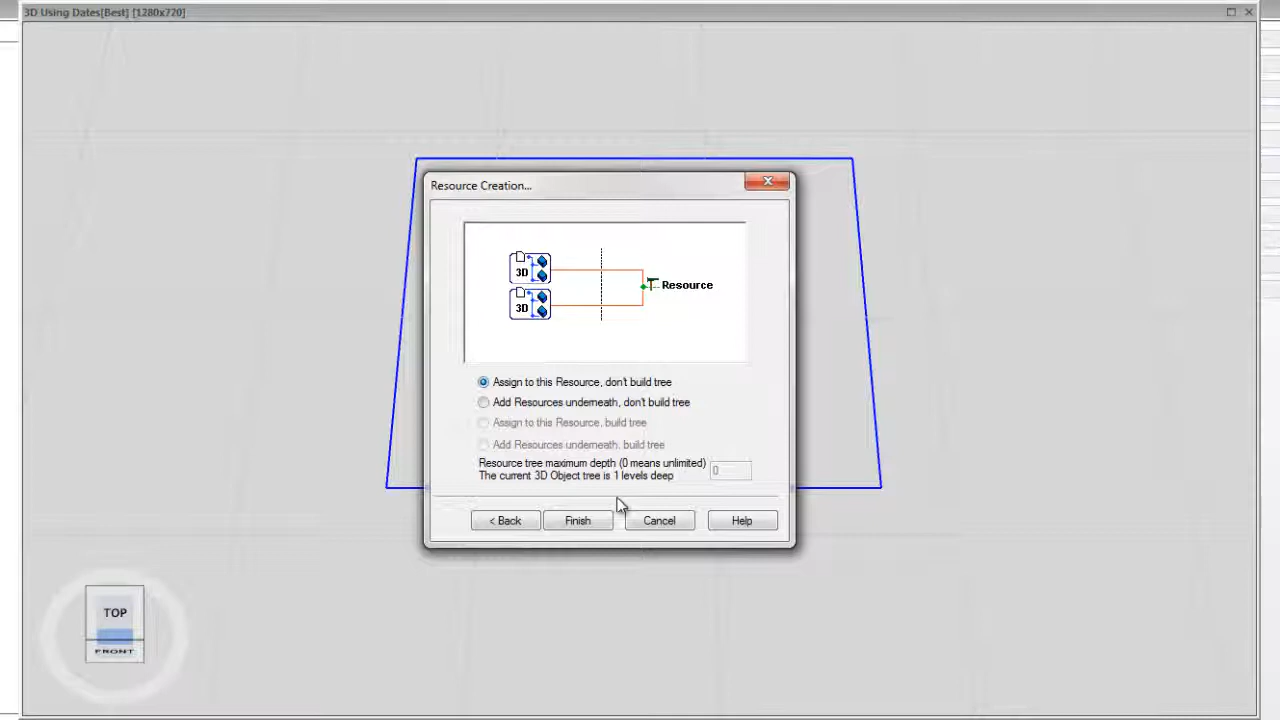 3D Using Dates[Best] [1280x720]
Resource Creation...
3D
Resource
3D
Assign to this Resource, don't build tree
Add Resources underneath, don't build tree
Assign to this Resource, build tree
Add Resources underneath, build tree
Resource tree maximum depth (0 means unlimited)
The current 3D Object tree is 1 levels deep
0
< Back
Finish
Cancel
Help
TOP
FRONT